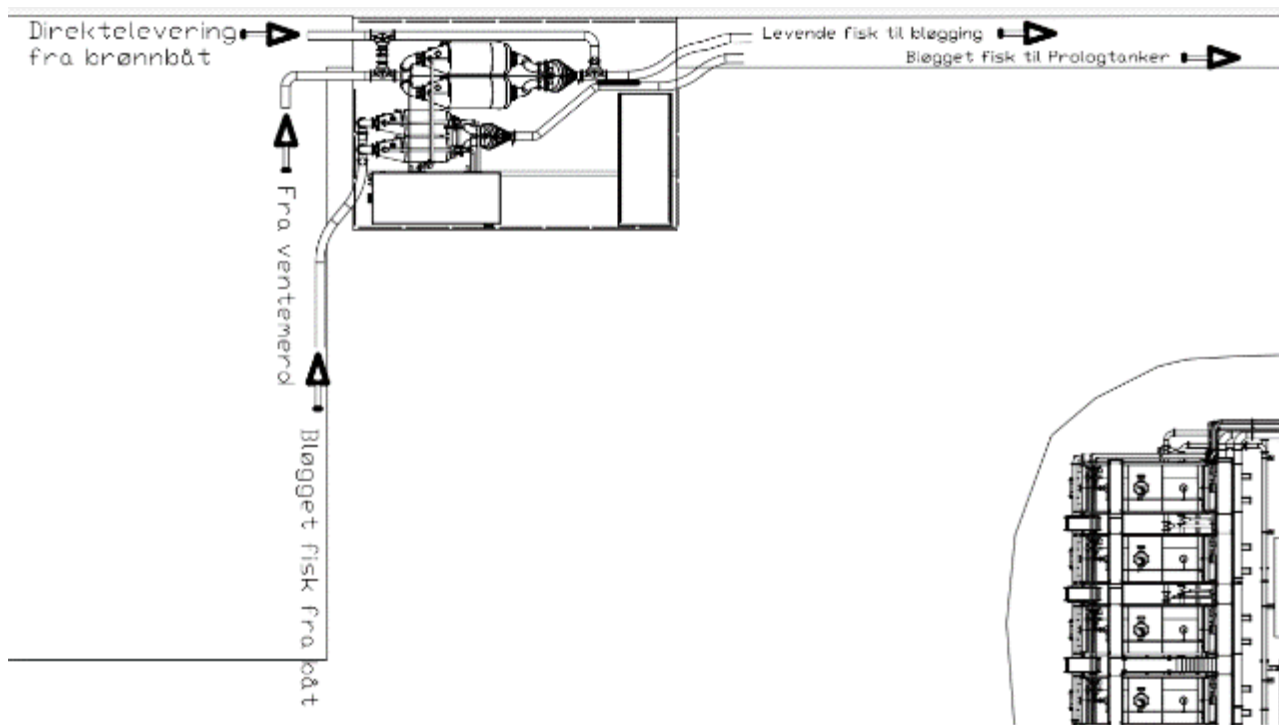 Direktelevering
fra brønnbåt
Levende fisk til bløgging
Bløgget fisk til Prologtanker
Fra ventemerd
Bløgget fisk fra båt